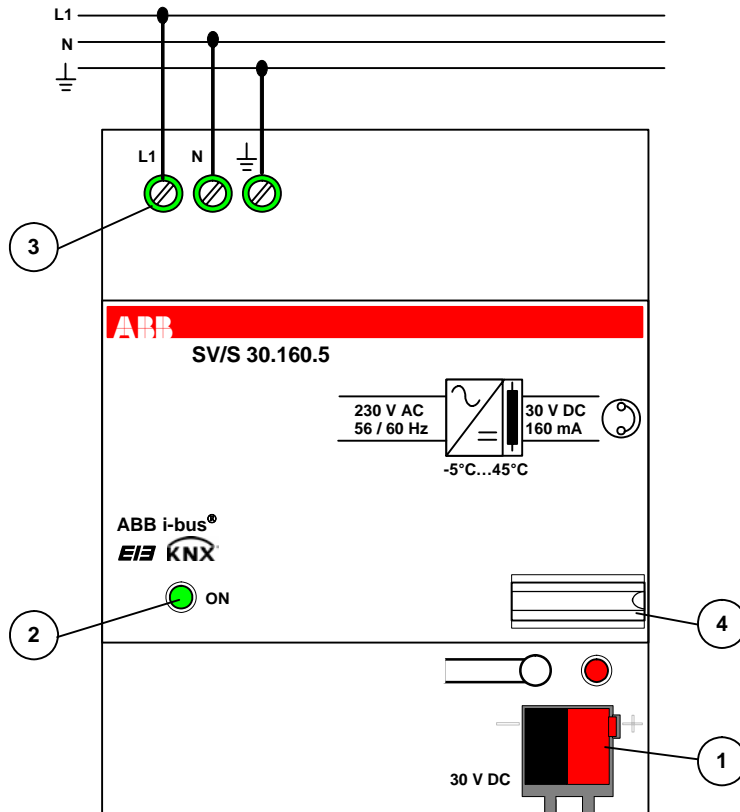 L1
N
L1 N
3
ABB
SV/S 30.160.5
230 V AC 30 V DC
56 / 60 Hz 160 mA
-5°C...45°C
ABB i-bus®
EIB KNX
ON
2
4
1
30 V DC